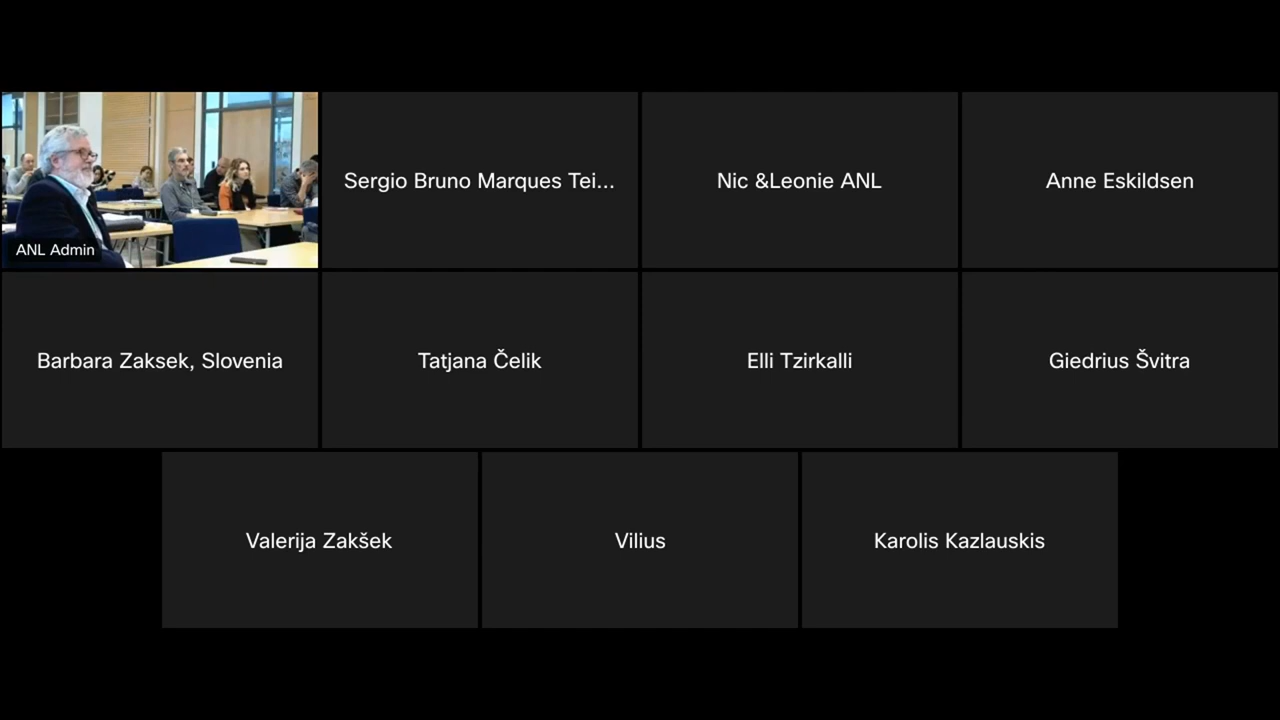 ANL Admin
Sergio Bruno Marques Tei...
Nic &Leonie ANL
Anne Eskildsen
Barbara Zaksek, Slovenia
Tatjana Čelik
Elli Tzirkalli
Giedrius Švitra
Valerija Zakšek
Vilius
Karolis Kazlauskis